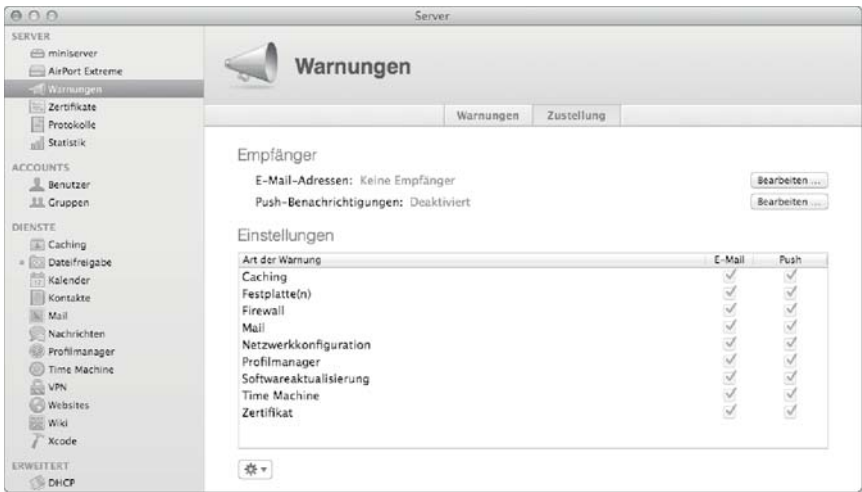 Server
SERVER
miniserver
AirPort Extreme
Warnungen
Zertifikate
Protokolle
Statistik
ACCOUNTS
Benutzer
Gruppen
DIENSTE
Caching
Dateifreigabe
Kalender
Kontakte
Mail
Nachrichten
Profilmanager
Time Machine
VPN
Websites
Wiki
Xcode
ERWEITERT
DHCP
Warnungen
Warnungen Zustellung
Empfänger
E-Mail-Adressen: Keine Empfänger Bearbeiten ...
Push-Benachrichtigungen: Deaktiviert Bearbeiten ...
Einstellungen
Art der Warnung E-Mail Push
Caching
Festplatte(n)
Firewall
Mail
Netzwerkkonfiguration
Profilmanager
Softwareaktualisierung
Time Machine
Zertifikat